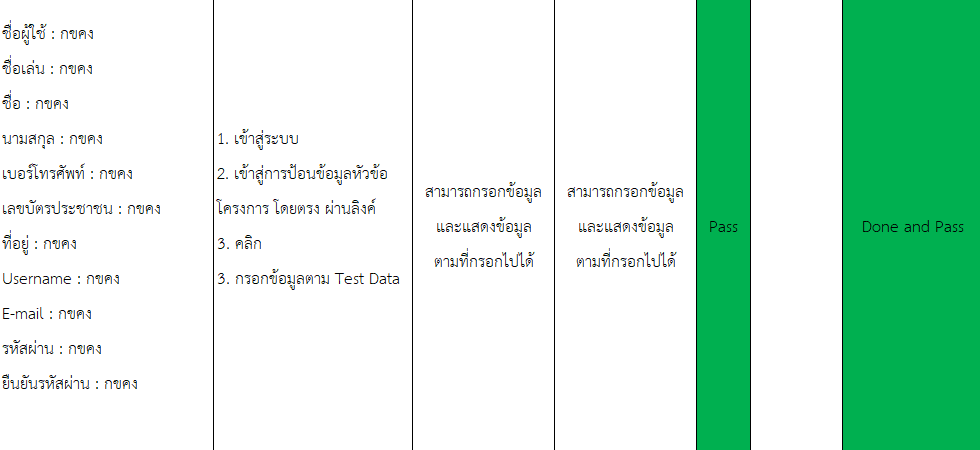 ชื่อผู้ใช้ : กขคง
ชื่อเล่น : กขคง
ชื่อ : กขคง
นามสกุล : กขคง
เบอร์โทรศัพท์ : กขคง
เลขบัตรประชาชน : กขคง
ที่อยู่ : กขคง
Username : กขคง
E-mail : กขคง
รหัสผ่าน : กขคง
ยืนยันรหัสผ่าน : กขคง
1. เข้าสู่ระบบ
2. เข้าสู่การป้อนข้อมูลหัวข้อ
โครงการ โดยตรง ผ่านลิงค์
3. คลิก
3. กรอกข้อมูลตาม Test Data
สามารถกรอกข้อมูล
และแสดงข้อมูล
ตามที่กรอกไปได้
สามารถกรอกข้อมูล
และแสดงข้อมูล
ตามที่กรอกไปได้
Pass
Done and Pass